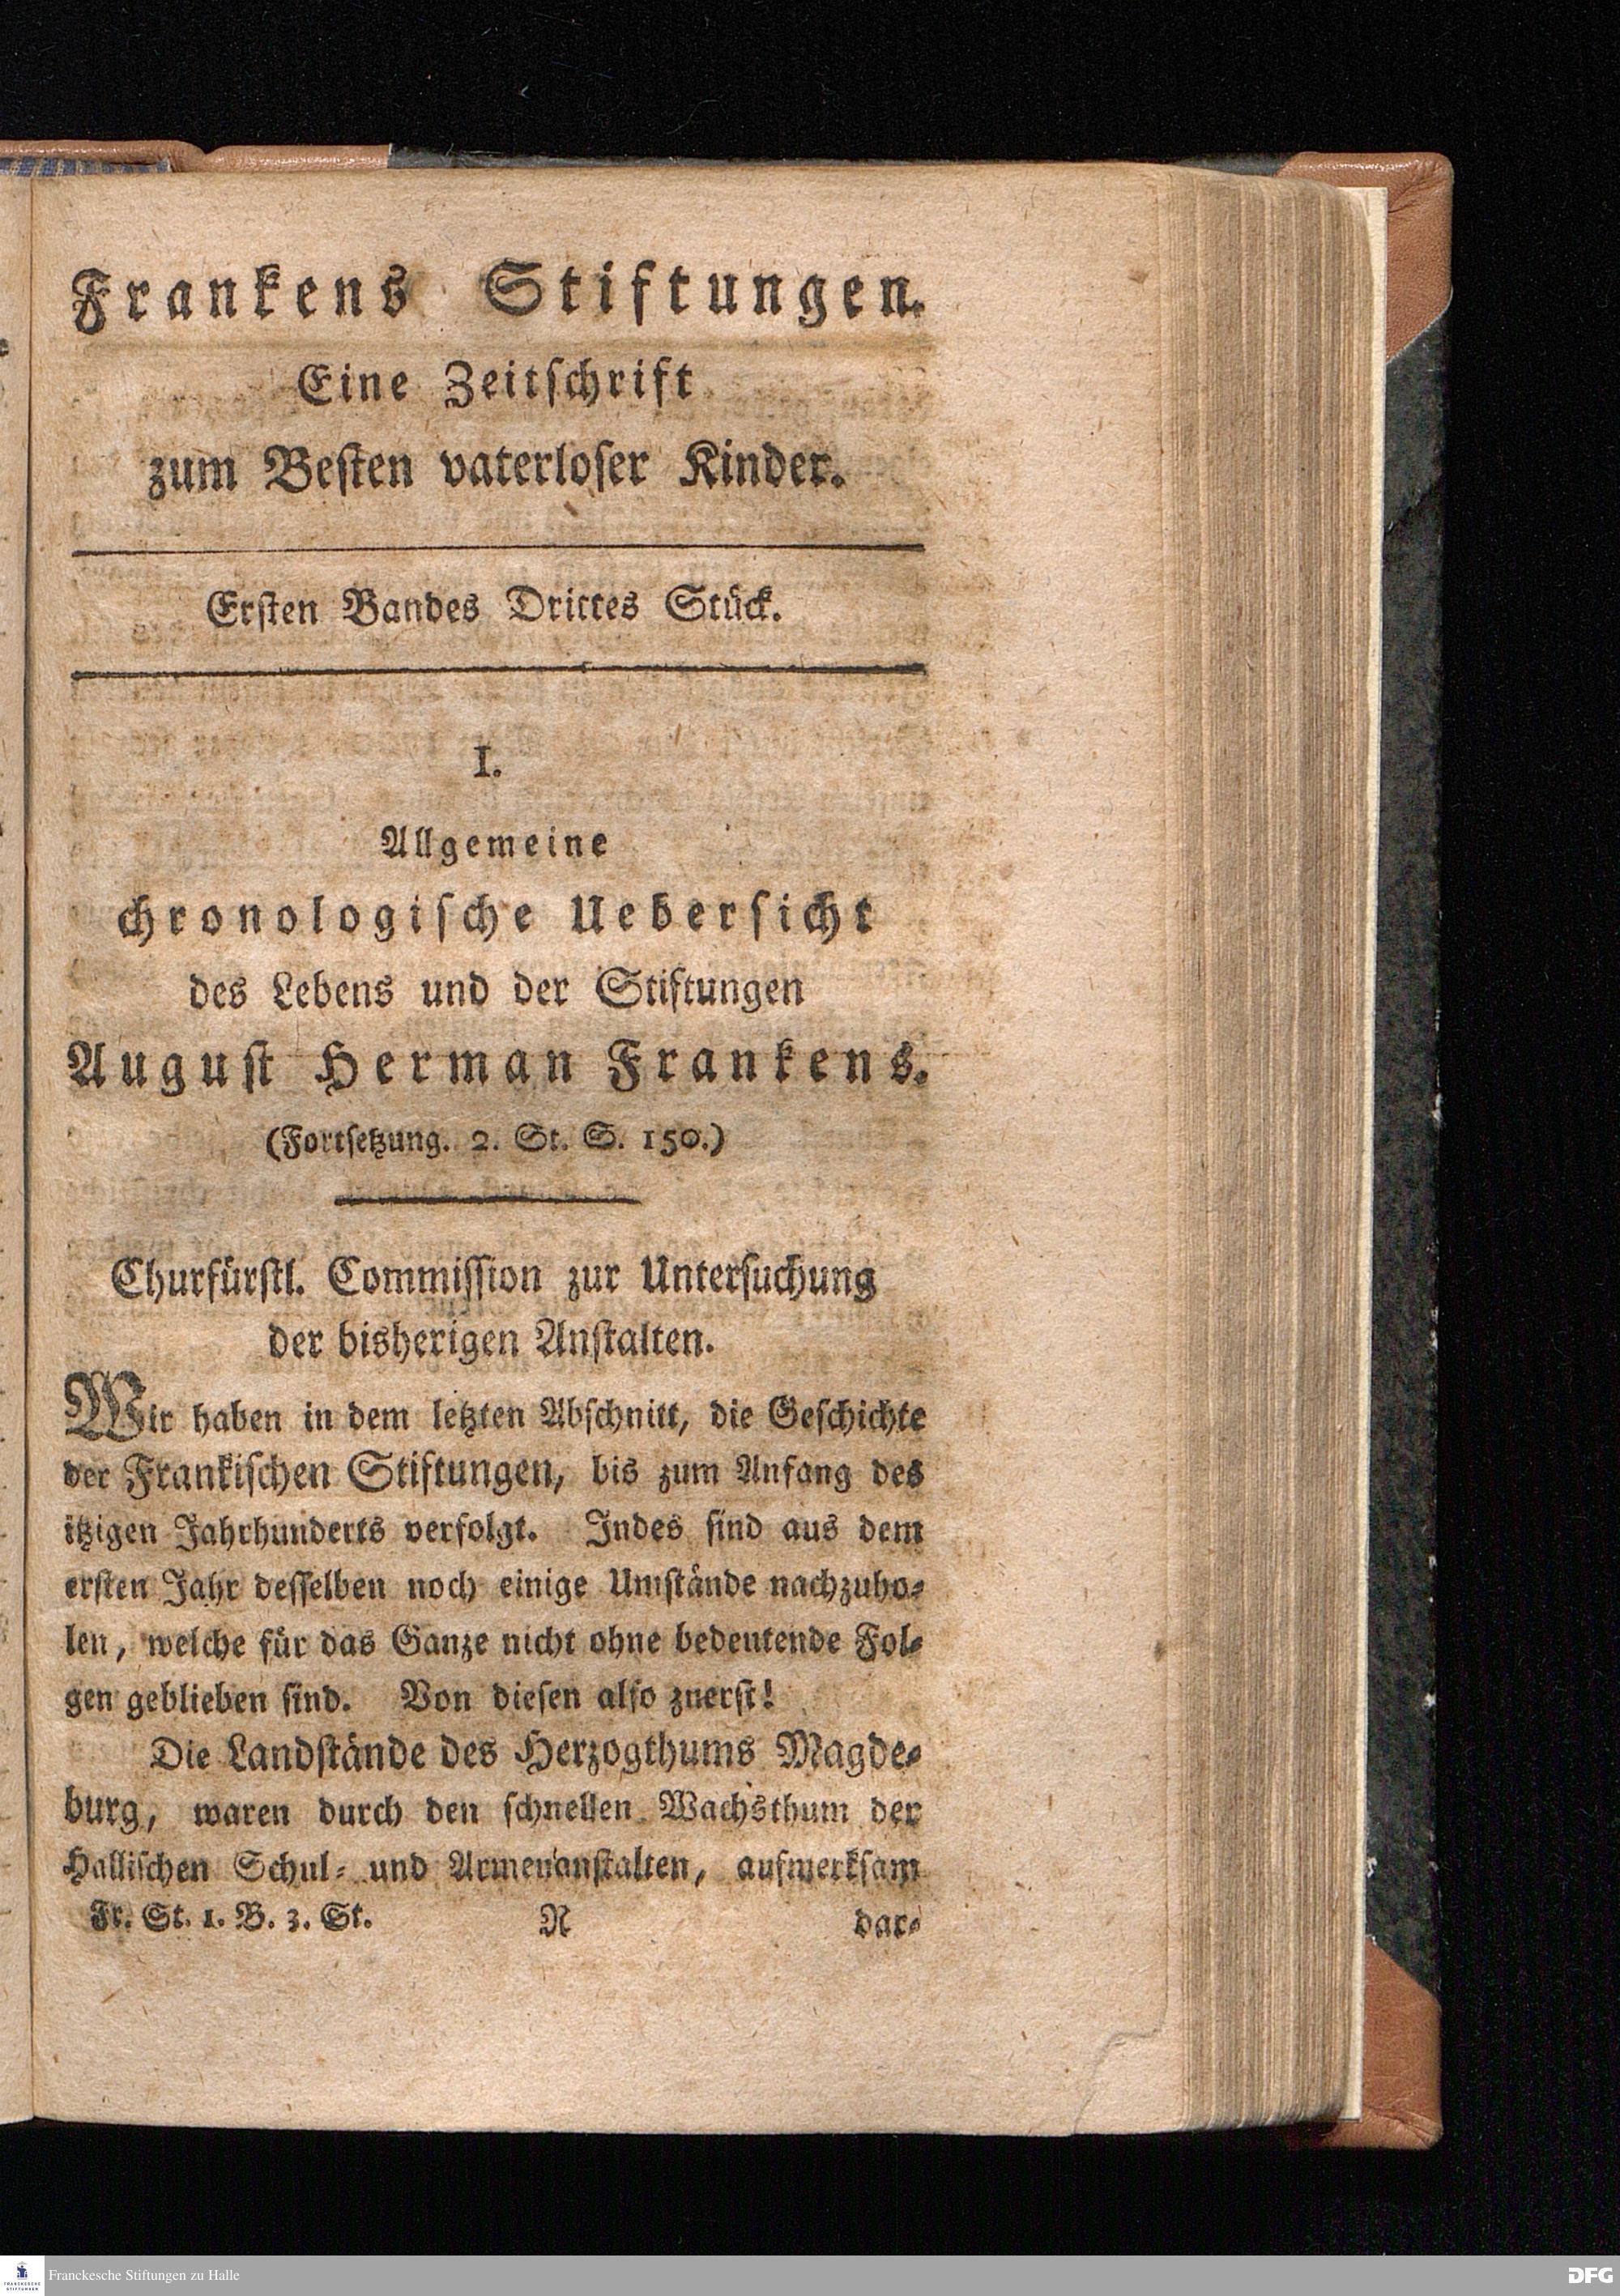 Frankens Stiftungen.
Eine Zeitschrift
zum Besten vaterloser Kinder.
Ersten Bandes Drittes Stück.
I.
Allgemeine
chronologische Uebersicht
des Lebens und der Stiftungen
August Herman Frankens.
(Fortsetzung. 2. St. S. 150.)
Churfürstl. Commission zur Untersuchung
der bisherigen Anstalten.
Wir haben in dem letzten Abschnitt, die Geschichte
der Frankischen Stiftungen, bis zum Anfang des
itzigen Jahrhunderts verfolgt. Indes sind aus dem
ersten Jahr desselben noch einige Umstände nachzuho-
len, welche für das Ganze nicht ohne bedeutende Fol-
gen geblieben sind. Von diesen also zuerst!
Die Landstände des Herzogthums Magde-
burg, waren durch den schnellen Wachsthum der
Hallischen Schul- und Armenanstalten, aufmerksam
Fr. St. 1. B. 3. St. N dar-
FRANCKESCHE STIFTUNGEN
Franckesche Stiftungen zu Halle
DFG